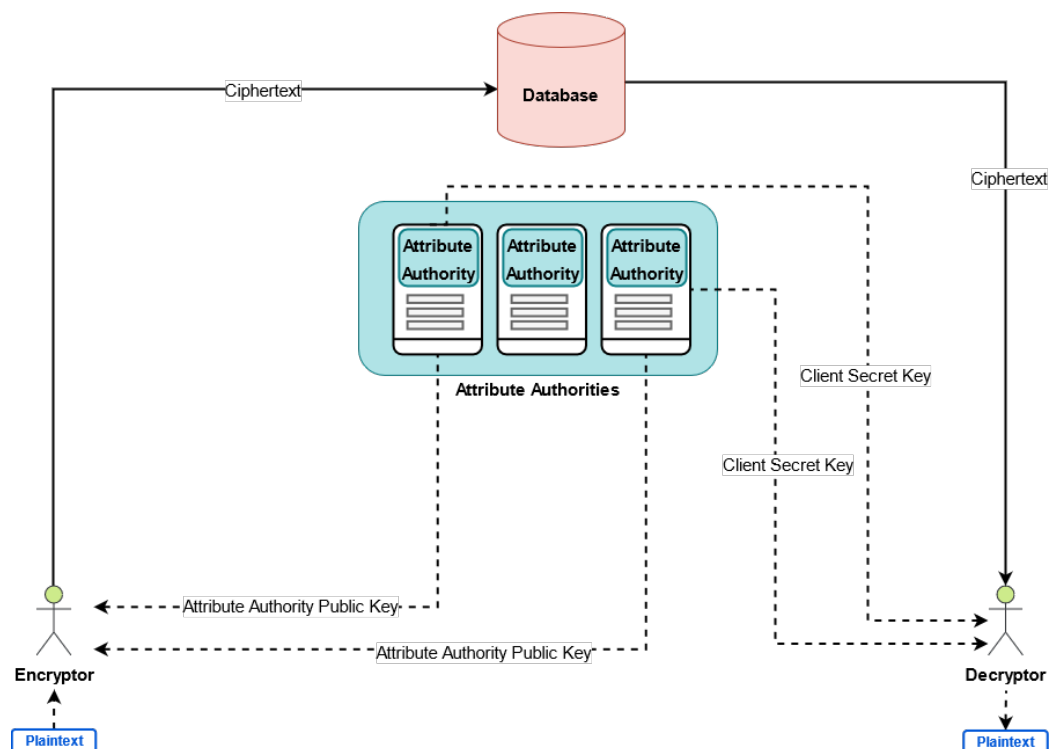 Ciphertext
Database
Ciphertext
Attribute
Authority
Attribute
Authority
Attribute
Authority
Attribute Authorities
Client Secret Key
Client Secret Key
Attribute Authority Public Key
Attribute Authority Public Key
Encryptor
Decryptor
Plaintext
Plaintext